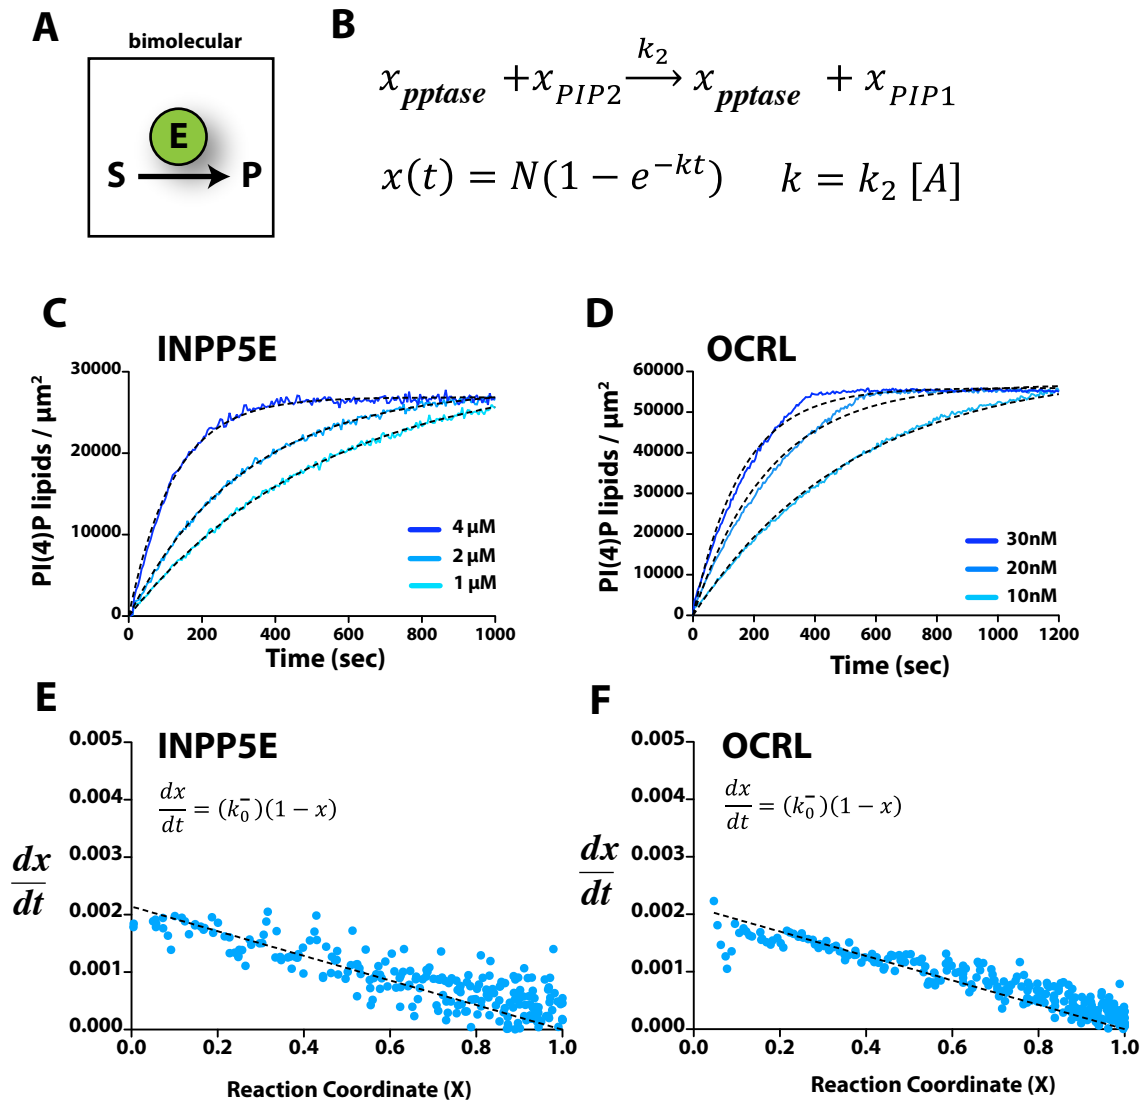 A
bimolecular
E
S
P
B
x_pptase + x_PIP2 →k₂ x_pptase + x_PIP1
x(t) = N(1 − e^−kt)   k = k₂ [A]
C
INPP5E
PI(4)P lipids / µm²
30000
20000
10000
0
4 µM
2 µM
1 µM
0 200 400 600 800 1000
Time (sec)
D
OCRL
PI(4)P lipids / µm²
60000
50000
40000
30000
20000
10000
0
30nM
20nM
10nM
0 200 400 600 800 1000 1200
Time (sec)
E
INPP5E
dx/dt = (k₀⁻)(1 − x)
dx/dt
0.005
0.004
0.003
0.002
0.001
0.000
0.0 0.2 0.4 0.6 0.8 1.0
Reaction Coordinate (X)
F
OCRL
dx/dt = (k₀⁻)(1 − x)
dx/dt
0.005
0.004
0.003
0.002
0.001
0.000
0.0 0.2 0.4 0.6 0.8 1.0
Reaction Coordinate (X)